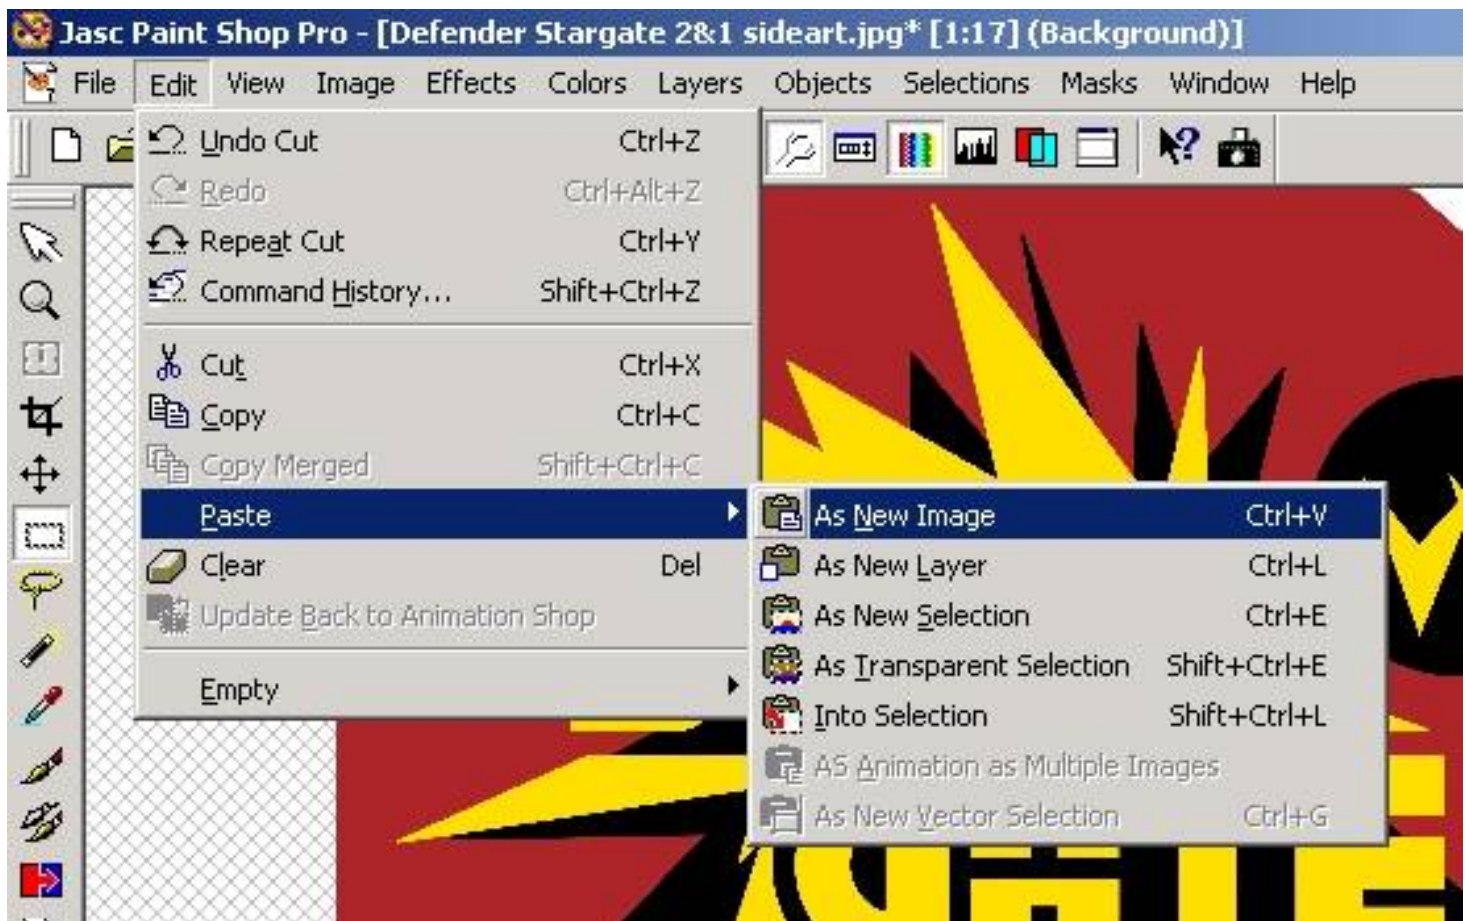 Jasc Paint Shop Pro - [Defender Stargate 2&1 sideart.jpg* [1:17] (Background)]
File Edit View Image Effects Colors Layers Objects Selections Masks Window Help
Undo Cut Ctrl+Z
Redo Ctrl+Alt+Z
Repeat Cut Ctrl+Y
Command History... Shift+Ctrl+Z
Cut Ctrl+X
Copy Ctrl+C
Copy Merged Shift+Ctrl+C
Paste
Clear Del
Update Back to Animation Shop
Empty
As New Image Ctrl+V
As New Layer Ctrl+L
As New Selection Ctrl+E
As Transparent Selection Shift+Ctrl+E
Into Selection Shift+Ctrl+L
AS Animation as Multiple Images
As New Vector Selection Ctrl+G